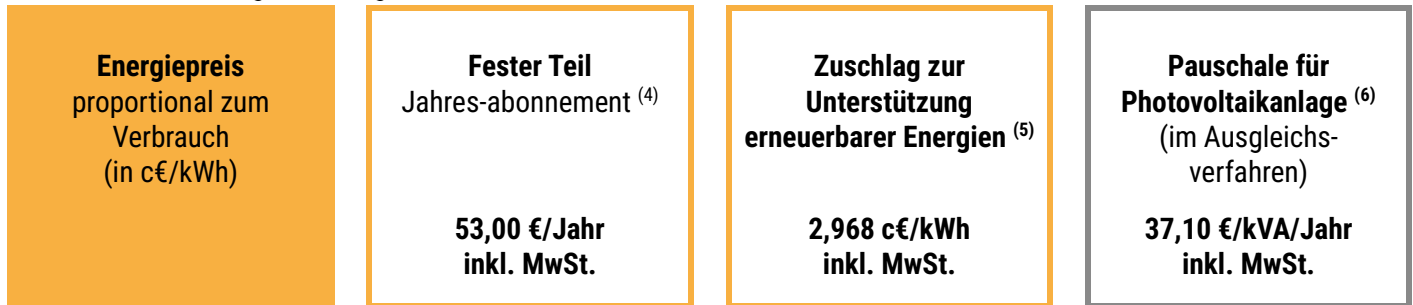 Energiepreis
proportional zum
Verbrauch
(in c€/kWh)
Fester Teil
Jahres-abonnement (4)
53,00 €/Jahr
inkl. MwSt.
Zuschlag zur
Unterstützung
erneuerbarer Energien (5)
2,968 c€/kWh
inkl. MwSt.
Pauschale für
Photovoltaikanlage (6)
(im Ausgleichs-
verfahren)
37,10 €/kVA/Jahr
inkl. MwSt.